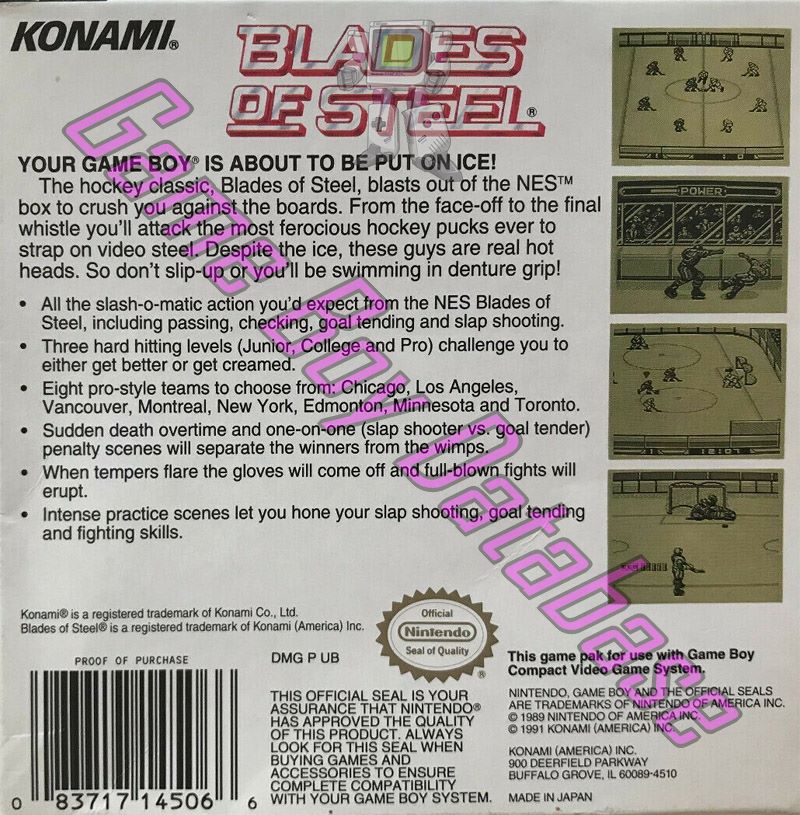 KONAMI®
BLADES
OF STEEL®
YOUR GAME BOY® IS ABOUT TO BE PUT ON ICE!
The hockey classic, Blades of Steel, blasts out of the NES™
box to crush you against the boards. From the face-off to the final
whistle you'll attack the most ferocious hockey pucks ever to
strap on video steel. Despite the ice, these guys are real hot
heads. So don't slip-up or you'll be swimming in denture grip!
• All the slash-o-matic action you'd expect from the NES Blades of
Steel, including passing, checking, goal tending and slap shooting.
• Three hard hitting levels (Junior, College and Pro) challenge you to
either get better or get creamed.
• Eight pro-style teams to choose from: Chicago, Los Angeles,
Vancouver, Montreal, New York, Edmonton, Minnesota and Toronto.
• Sudden death overtime and one-on-one (slap shooter vs. goal tender)
penalty scenes will separate the winners from the wimps.
• When tempers flare the gloves will come off and full-blown fights will
erupt.
• Intense practice scenes let you hone your slap shooting, goal tending
and fighting skills.
POWER
1 12:07
Game Boy Database
Konami® is a registered trademark of Konami Co., Ltd.
Blades of Steel® is a registered trademark of Konami (America) Inc.
PROOF OF PURCHASE
0 83717 14506 6
DMG P UB
Official
Nintendo
Seal of Quality
®
THIS OFFICIAL SEAL IS YOUR
ASSURANCE THAT NINTENDO®
HAS APPROVED THE QUALITY
OF THIS PRODUCT. ALWAYS
LOOK FOR THIS SEAL WHEN
BUYING GAMES AND
ACCESSORIES TO ENSURE
COMPLETE COMPATIBILITY
WITH YOUR GAME BOY SYSTEM.
This game pak for use with Game Boy
Compact Video Game System.
NINTENDO, GAME BOY AND THE OFFICIAL SEALS
ARE TRADEMARKS OF NINTENDO OF AMERICA INC.
© 1989 NINTENDO OF AMERICA INC.
© 1991 KONAMI (AMERICA) INC.
KONAMI (AMERICA) INC.
900 DEERFIELD PARKWAY
BUFFALO GROVE, IL 60089-4510
MADE IN JAPAN